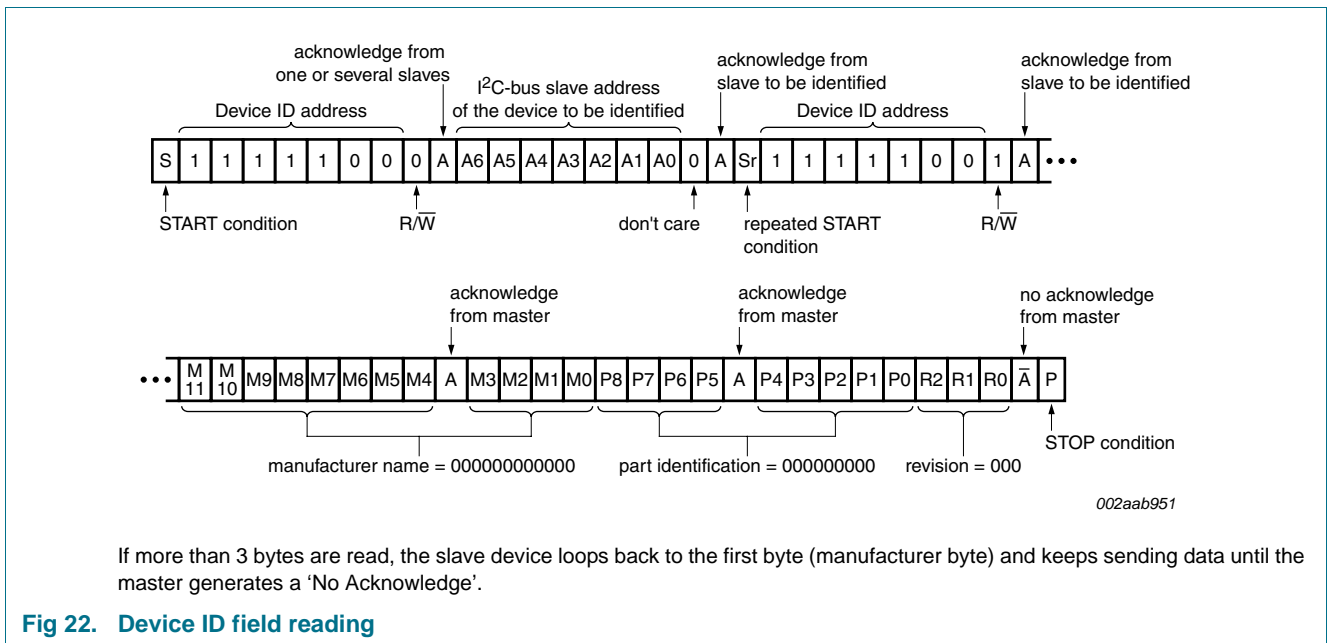 acknowledge from
one or several slaves
I²C-bus slave address
of the device to be identified
acknowledge from
slave to be identified
acknowledge from
slave to be identified
Device ID address
Device ID address
S 1 1 1 1 1 0 0 0 A A6 A5 A4 A3 A2 A1 A0 0 A Sr 1 1 1 1 1 0 0 1 A •••
START condition
R/W̅
don't care
repeated START
condition
R/W̅
acknowledge
from master
acknowledge
from master
no acknowledge
from master
••• M11 M10 M9 M8 M7 M6 M5 M4 A M3 M2 M1 M0 P8 P7 P6 P5 A P4 P3 P2 P1 P0 R2 R1 R0 A̅ P
STOP condition
manufacturer name = 000000000000
part identification = 000000000
revision = 000
002aab951
If more than 3 bytes are read, the slave device loops back to the first byte (manufacturer byte) and keeps sending data until the
master generates a ‘No Acknowledge’.
Fig 22. Device ID field reading